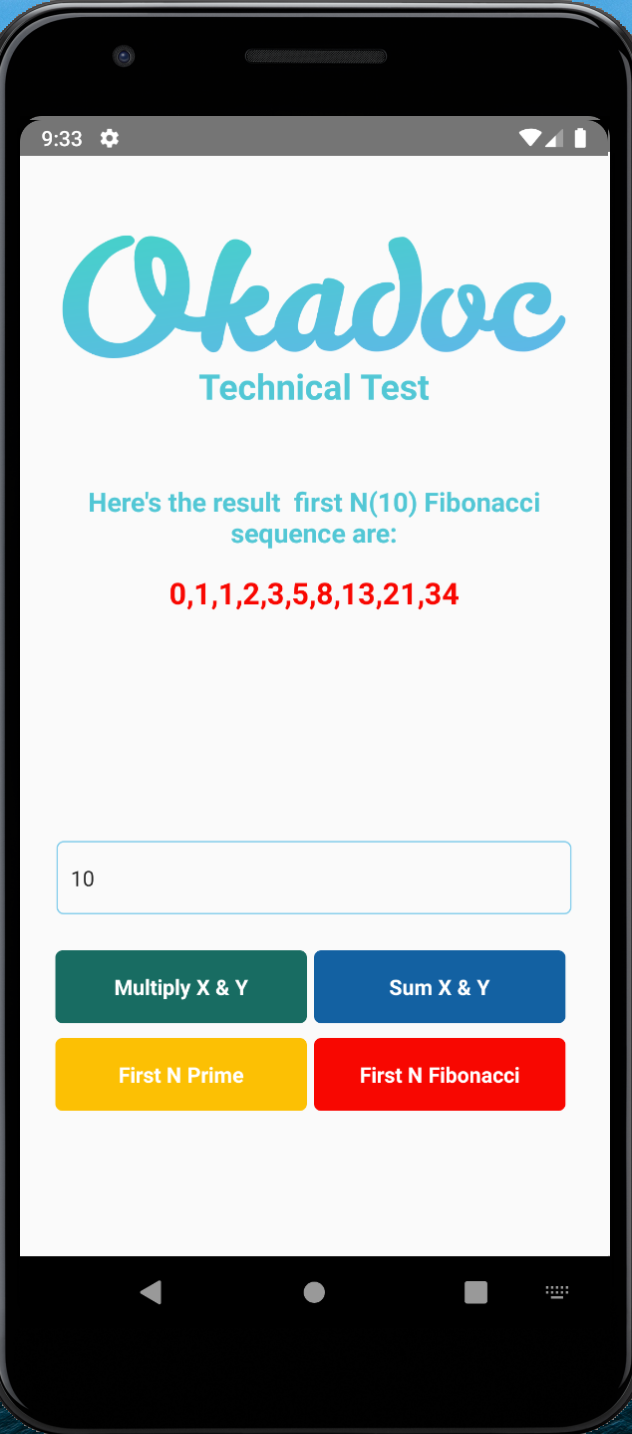 9:33
Okadoc
Technical Test
Here's the result  first N(10) Fibonacci
sequence are:
0,1,1,2,3,5,8,13,21,34
10
Multiply X & Y
Sum X & Y
First N Prime
First N Fibonacci